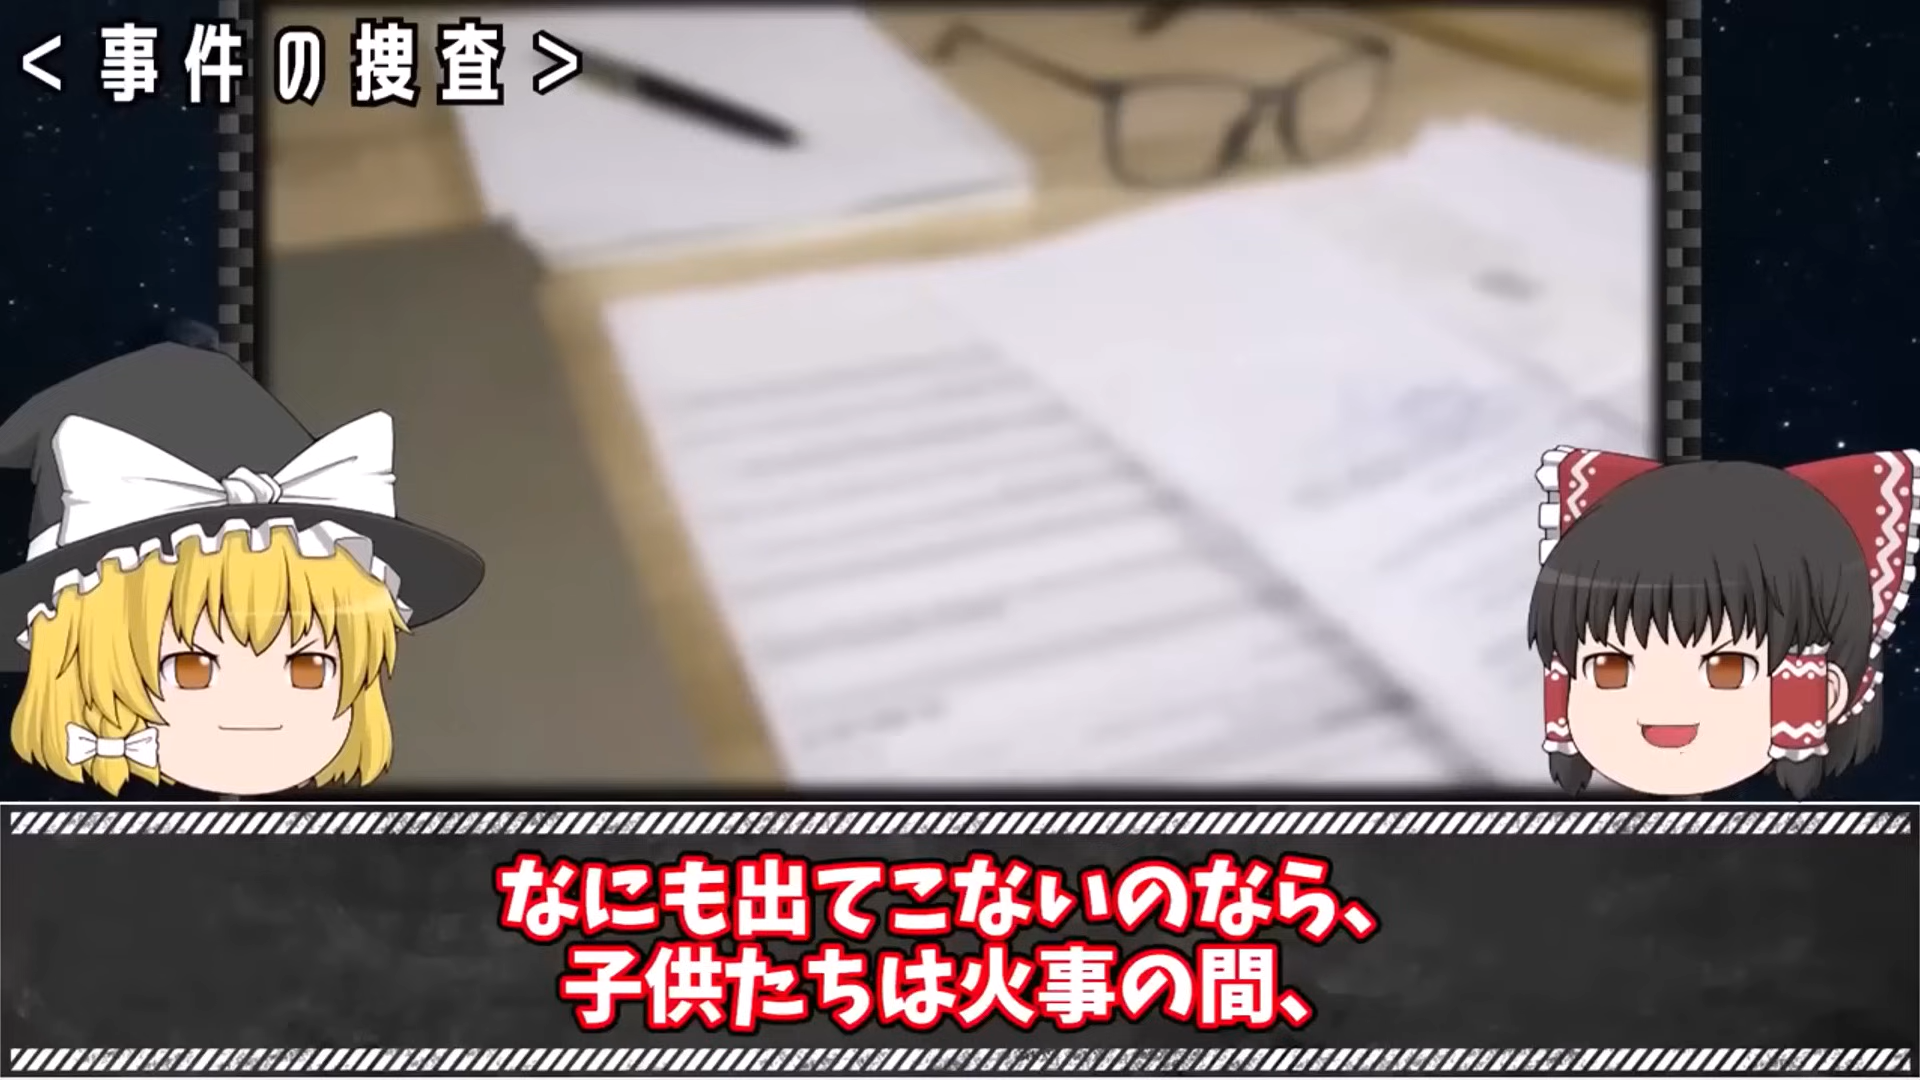 <事件の捜査>
なにも出てこないのなら、
子供たちは火事の間、